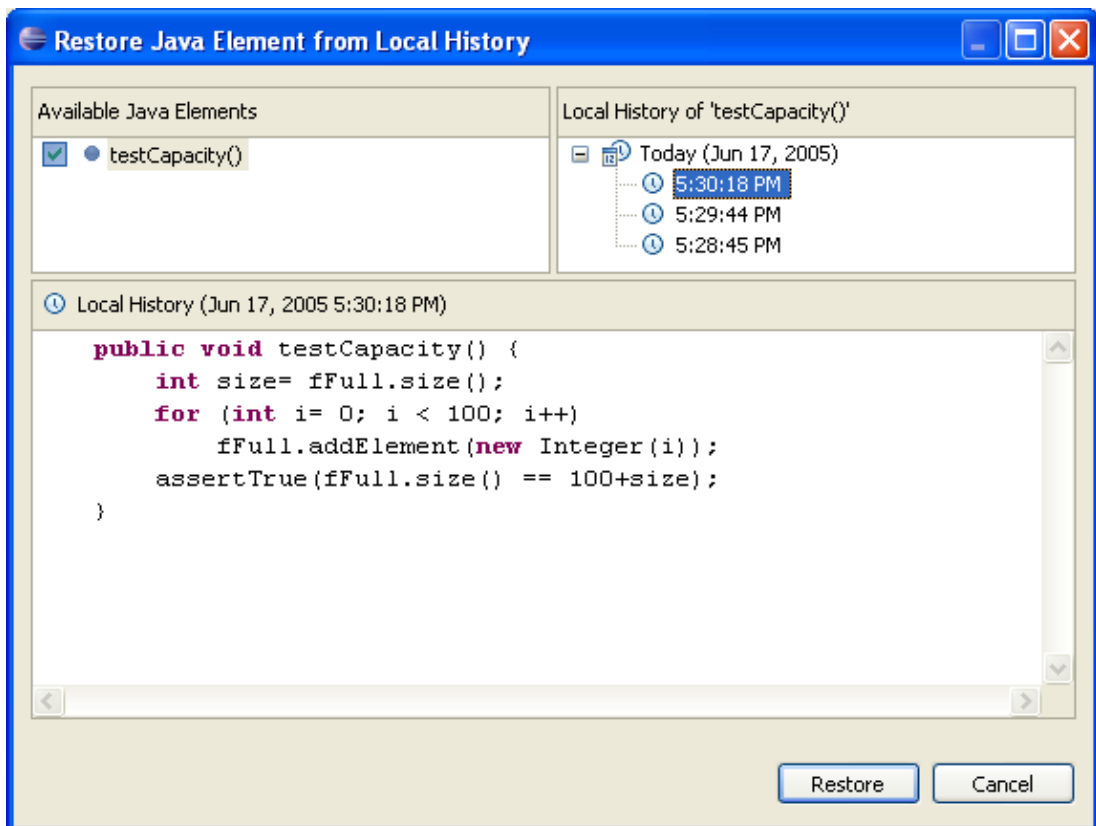 Restore Java Element from Local History
Available Java Elements
testCapacity()
Local History of 'testCapacity()'
Today (Jun 17, 2005)
5:30:18 PM
5:29:44 PM
5:28:45 PM
Local History (Jun 17, 2005 5:30:18 PM)
public void testCapacity() {
int size= fFull.size();
for (int i= 0; i < 100; i++)
fFull.addElement(new Integer(i));
assertTrue(fFull.size() == 100+size);
}
Restore
Cancel